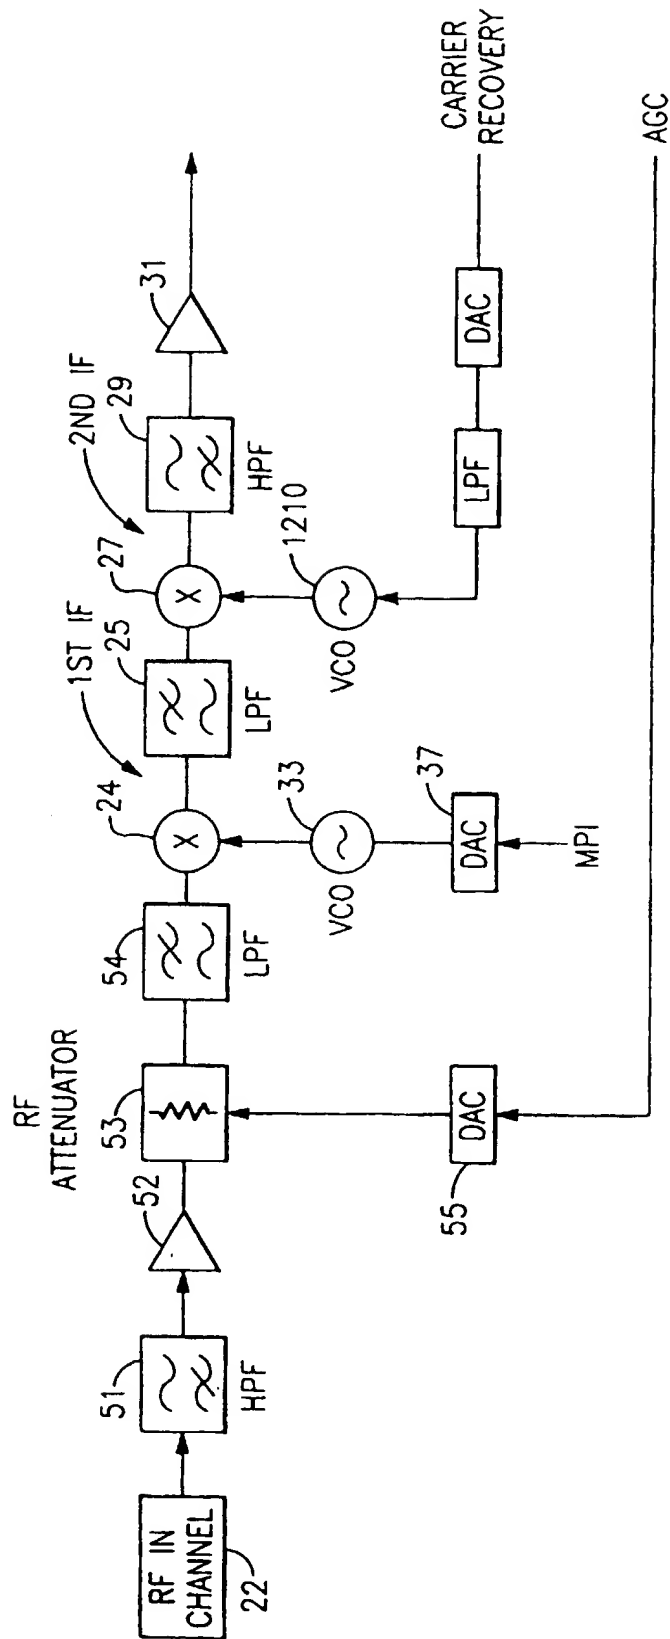 RF IN
CHANNEL
22
51
HPF
52
RF
ATTENUATOR
53
54
LPF
24
X
1ST IF
25
LPF
27
X
2ND IF
29
HPF
31
33
VCO
1210
VCO
DAC
37
MPI
LPF
DAC
CARRIER
RECOVERY
DAC
55
AGC